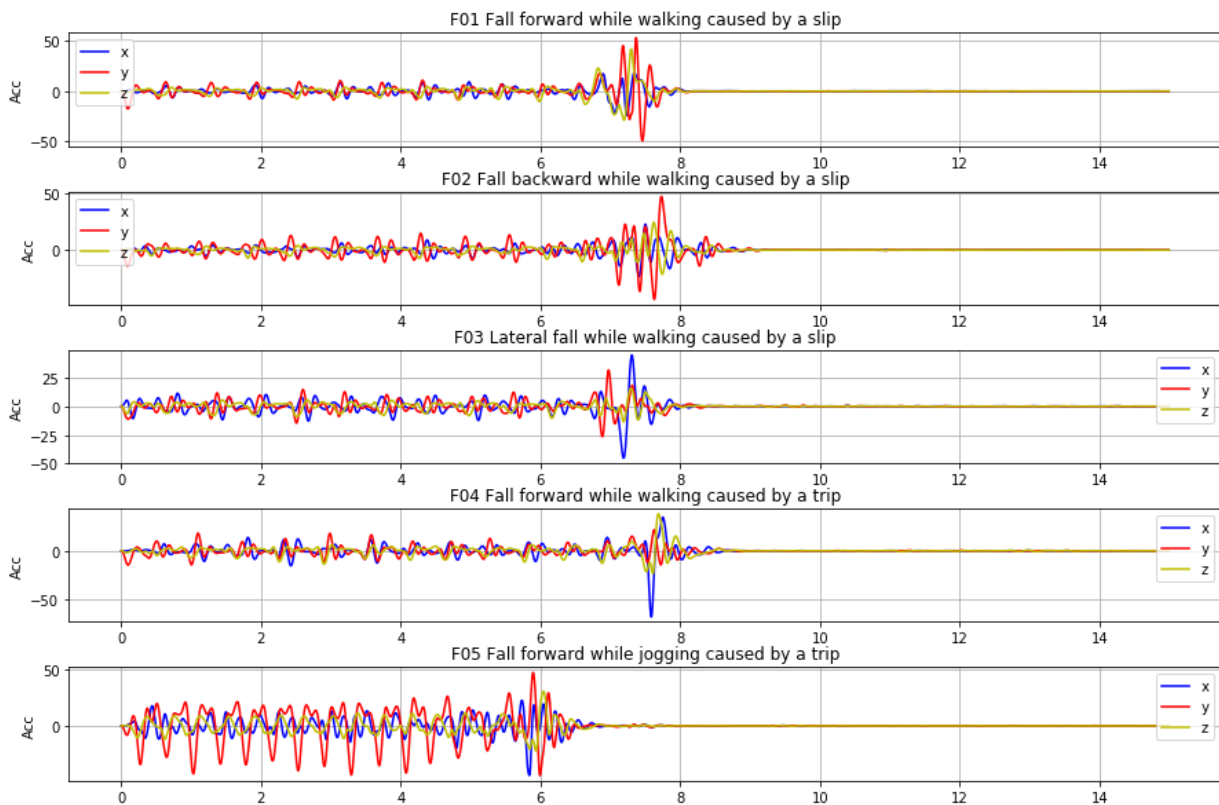 F01 Fall forward while walking caused by a slip
50
0
−50
Acc
x
y
z
0 2 4 6 8 10 12 14
F02 Fall backward while walking caused by a slip
50
0
Acc
x
y
z
0 2 4 6 8 10 12 14
F03 Lateral fall while walking caused by a slip
25
0
−25
−50
Acc
x
y
z
0 2 4 6 8 10 12 14
F04 Fall forward while walking caused by a trip
0
−50
Acc
x
y
z
0 2 4 6 8 10 12 14
F05 Fall forward while jogging caused by a trip
50
0
Acc
x
y
z
0 2 4 6 8 10 12 14